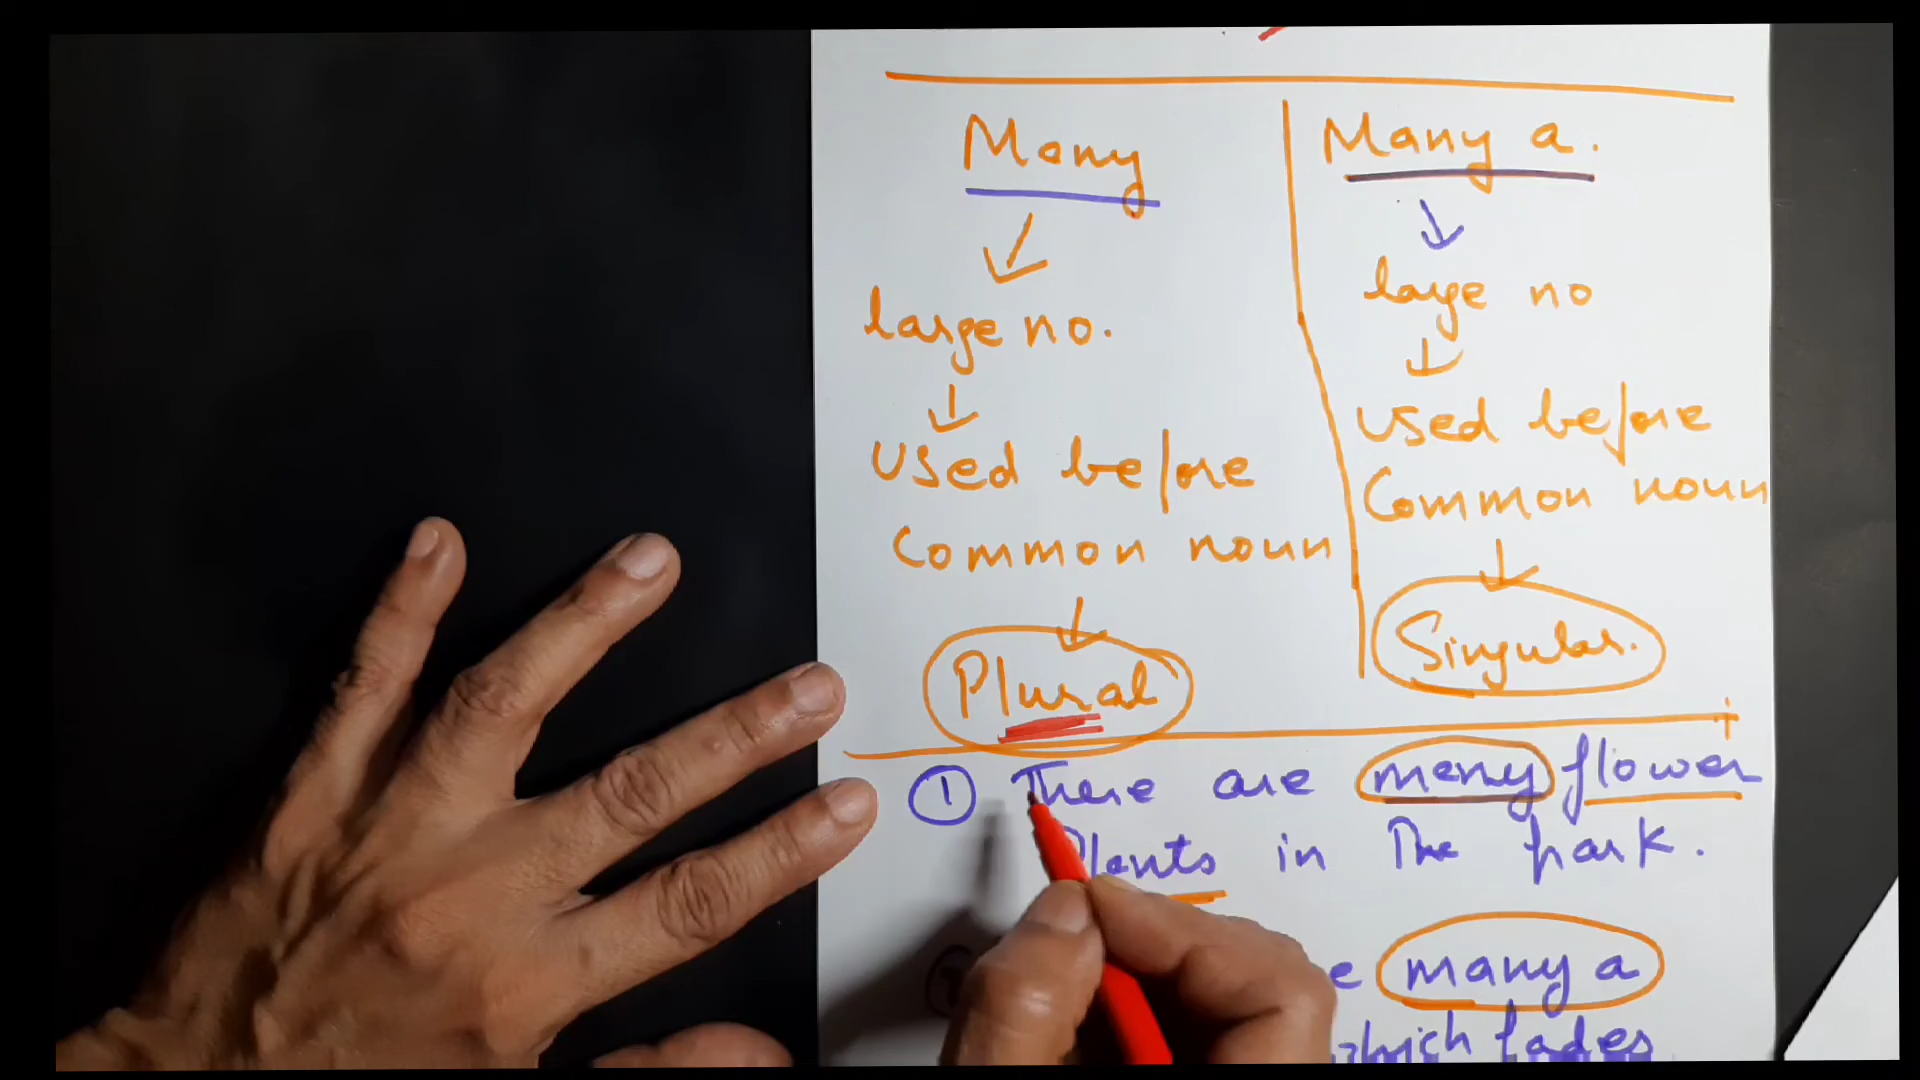 Many
large no.
Used before
Common noun
Plural
Many a.
large no
Used before
Common noun
Singular.
1 There are many flower
Plants in The park.
many a
which fades